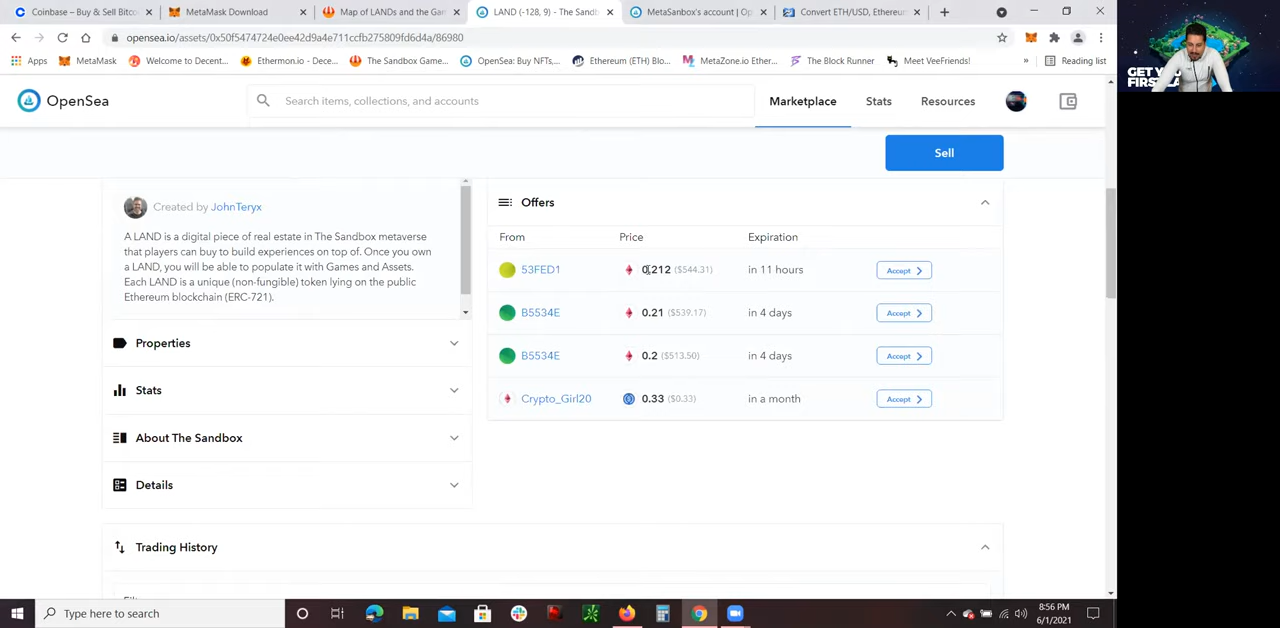 Coinbase – Buy & Sell Bitco
MetaMask Download
Map of LANDs and the Gam
LAND (-128, 9) - The Sandb
MetaSanbox's account | Op
Convert ETH/USD, Ethereum
opensea.io/assets/0x50f5474724e0ee42d9a4e711ccfb275809fd6d4a/86980
Apps
MetaMask
Welcome to Decent...
Ethermon.io - Dece...
The Sandbox Game...
OpenSea: Buy NFTs,...
Ethereum (ETH) Blo...
MetaZone.io Ether...
The Block Runner
Meet VeeFriends!
»
Reading list
GET YO
FIRST LA
OpenSea
Search items, collections, and accounts
Marketplace
Stats
Resources
Sell
Created by JohnTeryx
A LAND is a digital piece of real estate in The Sandbox metaverse
that players can buy to build experiences on top of. Once you own
a LAND, you will be able to populate it with Games and Assets.
Each LAND is a unique (non-fungible) token lying on the public
Ethereum blockchain (ERC-721).
Properties
Stats
About The Sandbox
Details
Offers
From Price Expiration
53FED1 0.212 ($544.31) in 11 hours Accept
B5534E 0.21 ($539.17) in 4 days Accept
B5534E 0.2 ($513.50) in 4 days Accept
Crypto_Girl20 0.33 ($0.33) in a month Accept
Trading History
Type here to search
8:56 PM
6/1/2021